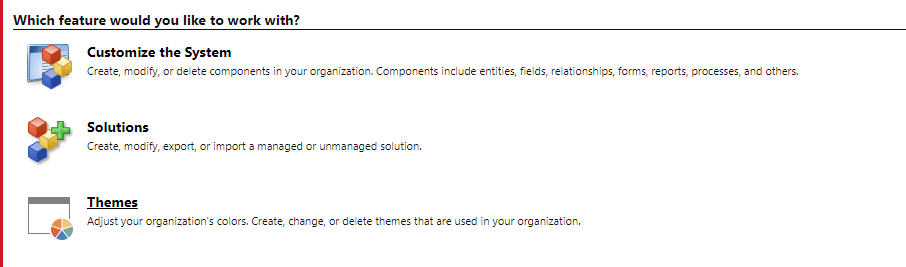 Which feature would you like to work with?
Customize the System
Create, modify, or delete components in your organization. Components include entities, fields, relationships, forms, reports, processes, and others.
Solutions
Create, modify, export, or import a managed or unmanaged solution.
Themes
Adjust your organization's colors. Create, change, or delete themes that are used in your organization.